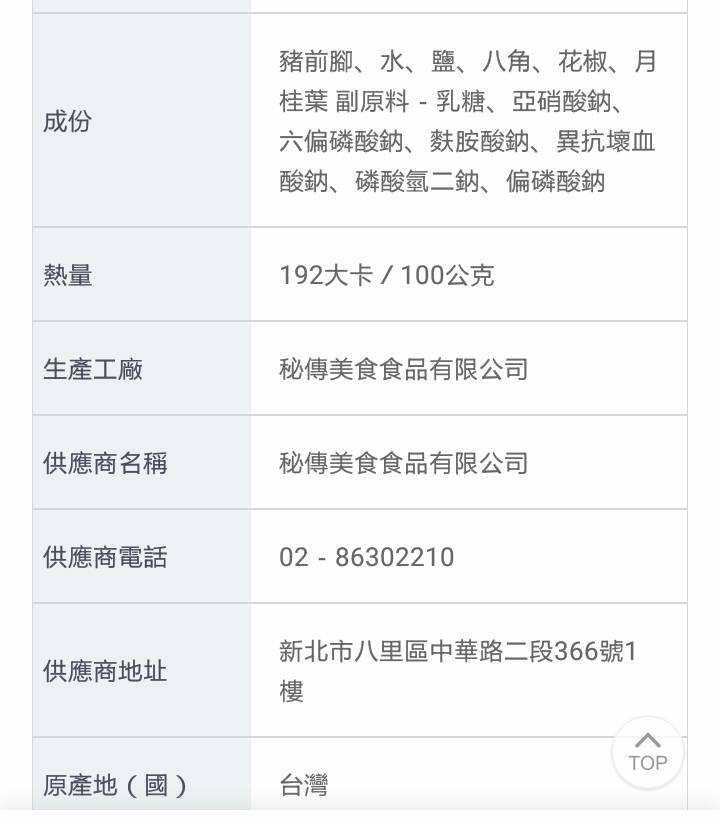 成份
豬前腳、水、鹽、八角、花椒、月
桂葉 副原料 - 乳糖、亞硝酸鈉、
六偏磷酸鈉、麩胺酸鈉、異抗壞血
酸鈉、磷酸氫二鈉、偏磷酸鈉
熱量
192大卡 / 100公克
生產工廠
秘傳美食食品有限公司
供應商名稱
秘傳美食食品有限公司
供應商電話
02 - 86302210
供應商地址
新北市八里區中華路二段366號1
樓
原產地 ( 國 )
台灣
TOP